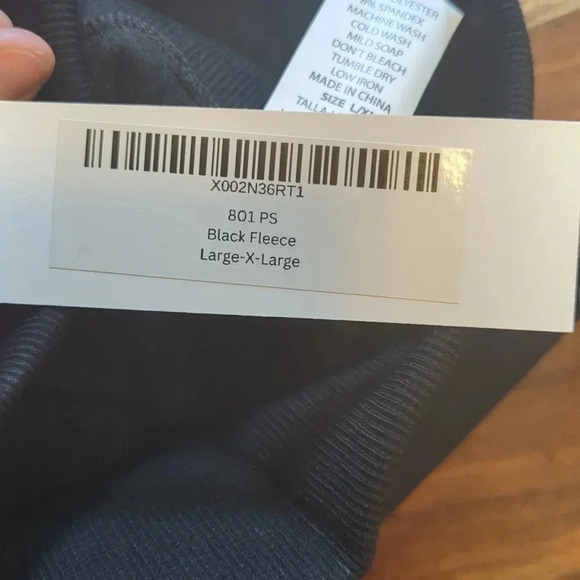 POLYESTER
8% SPANDEX
MACHINE WASH
COLD WASH
MILD SOAP
DON'T BLEACH
TUMBLE DRY
LOW IRON
MADE IN CHINA
SIZE
TALLA
X002N36RT1
801 PS
Black Fleece
Large-X-Large